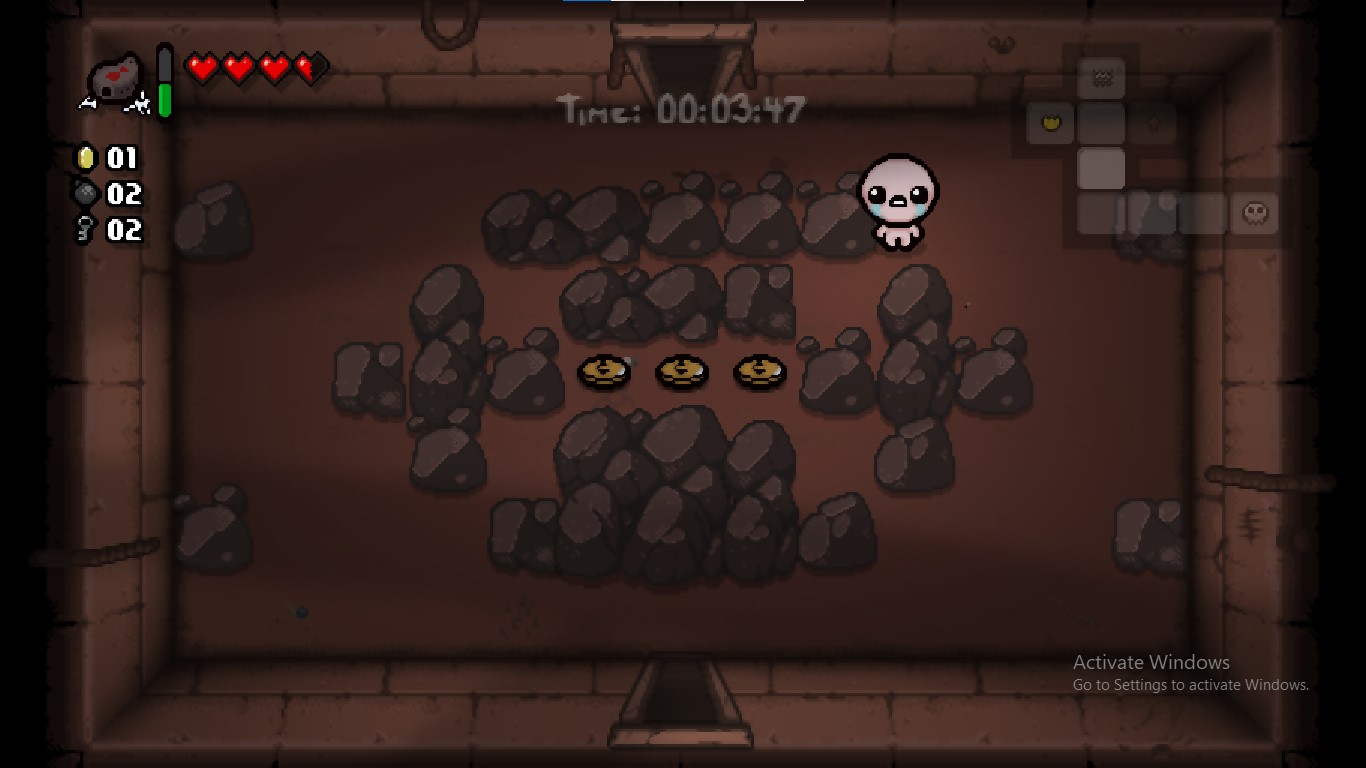 Time: 00:03:47
01
02
02
Activate Windows
Go to Settings to activate Windows.